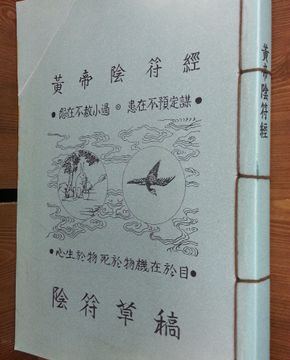 黃帝陰符經
●怨在不赦小過◎患在不預定謀●
●心生於物死於物機在於目●
陰符草稿
黃帝陰符經